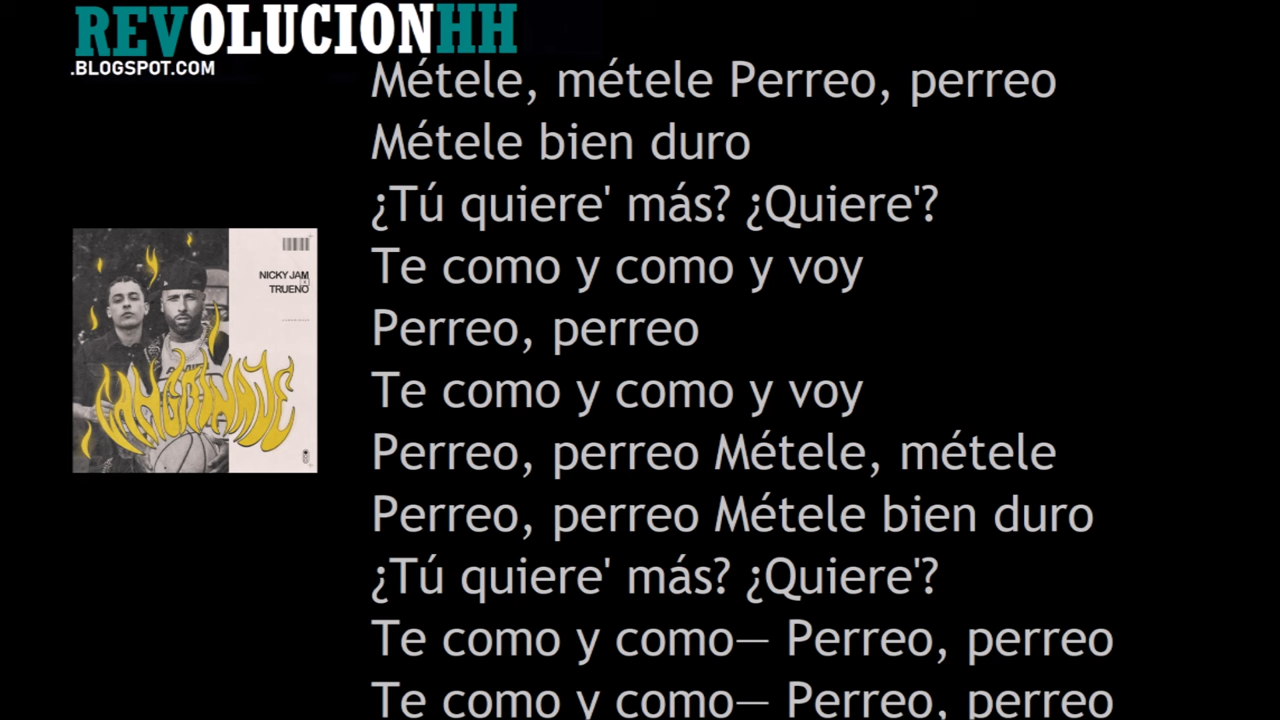 REVOLUCIONHH
.BLOGSPOT.COM
Métele, métele Perreo, perreo
Métele bien duro
¿Tú quiere' más? ¿Quiere'?
Te como y como y voy
Perreo, perreo
Te como y como y voy
Perreo, perreo Métele, métele
Perreo, perreo Métele bien duro
¿Tú quiere' más? ¿Quiere'?
Te como y como— Perreo, perreo
Te como y como— Perreo, perreo
NICKY JAM
X
TRUENO
CANGRINAJE